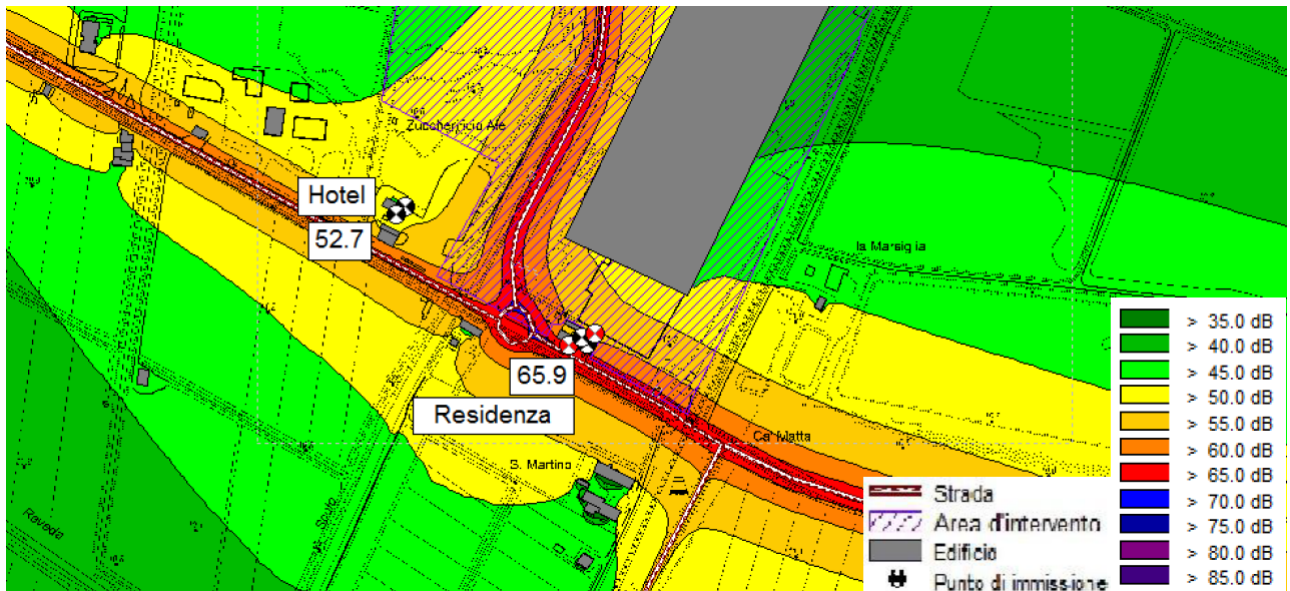 Zuccherificio Ate
Hotel
52.7
la Marsiglia
65.9
Residenza
Ca' Matta
S. Martino
Scolo
Raveda
> 35.0 dB
> 40.0 dB
> 45.0 dB
> 50.0 dB
> 55.0 dB
> 60.0 dB
> 65.0 dB
> 70.0 dB
> 75.0 dB
> 80.0 dB
> 85.0 dB
Strada
Area d'intervento
Edificio
Punto di immissione